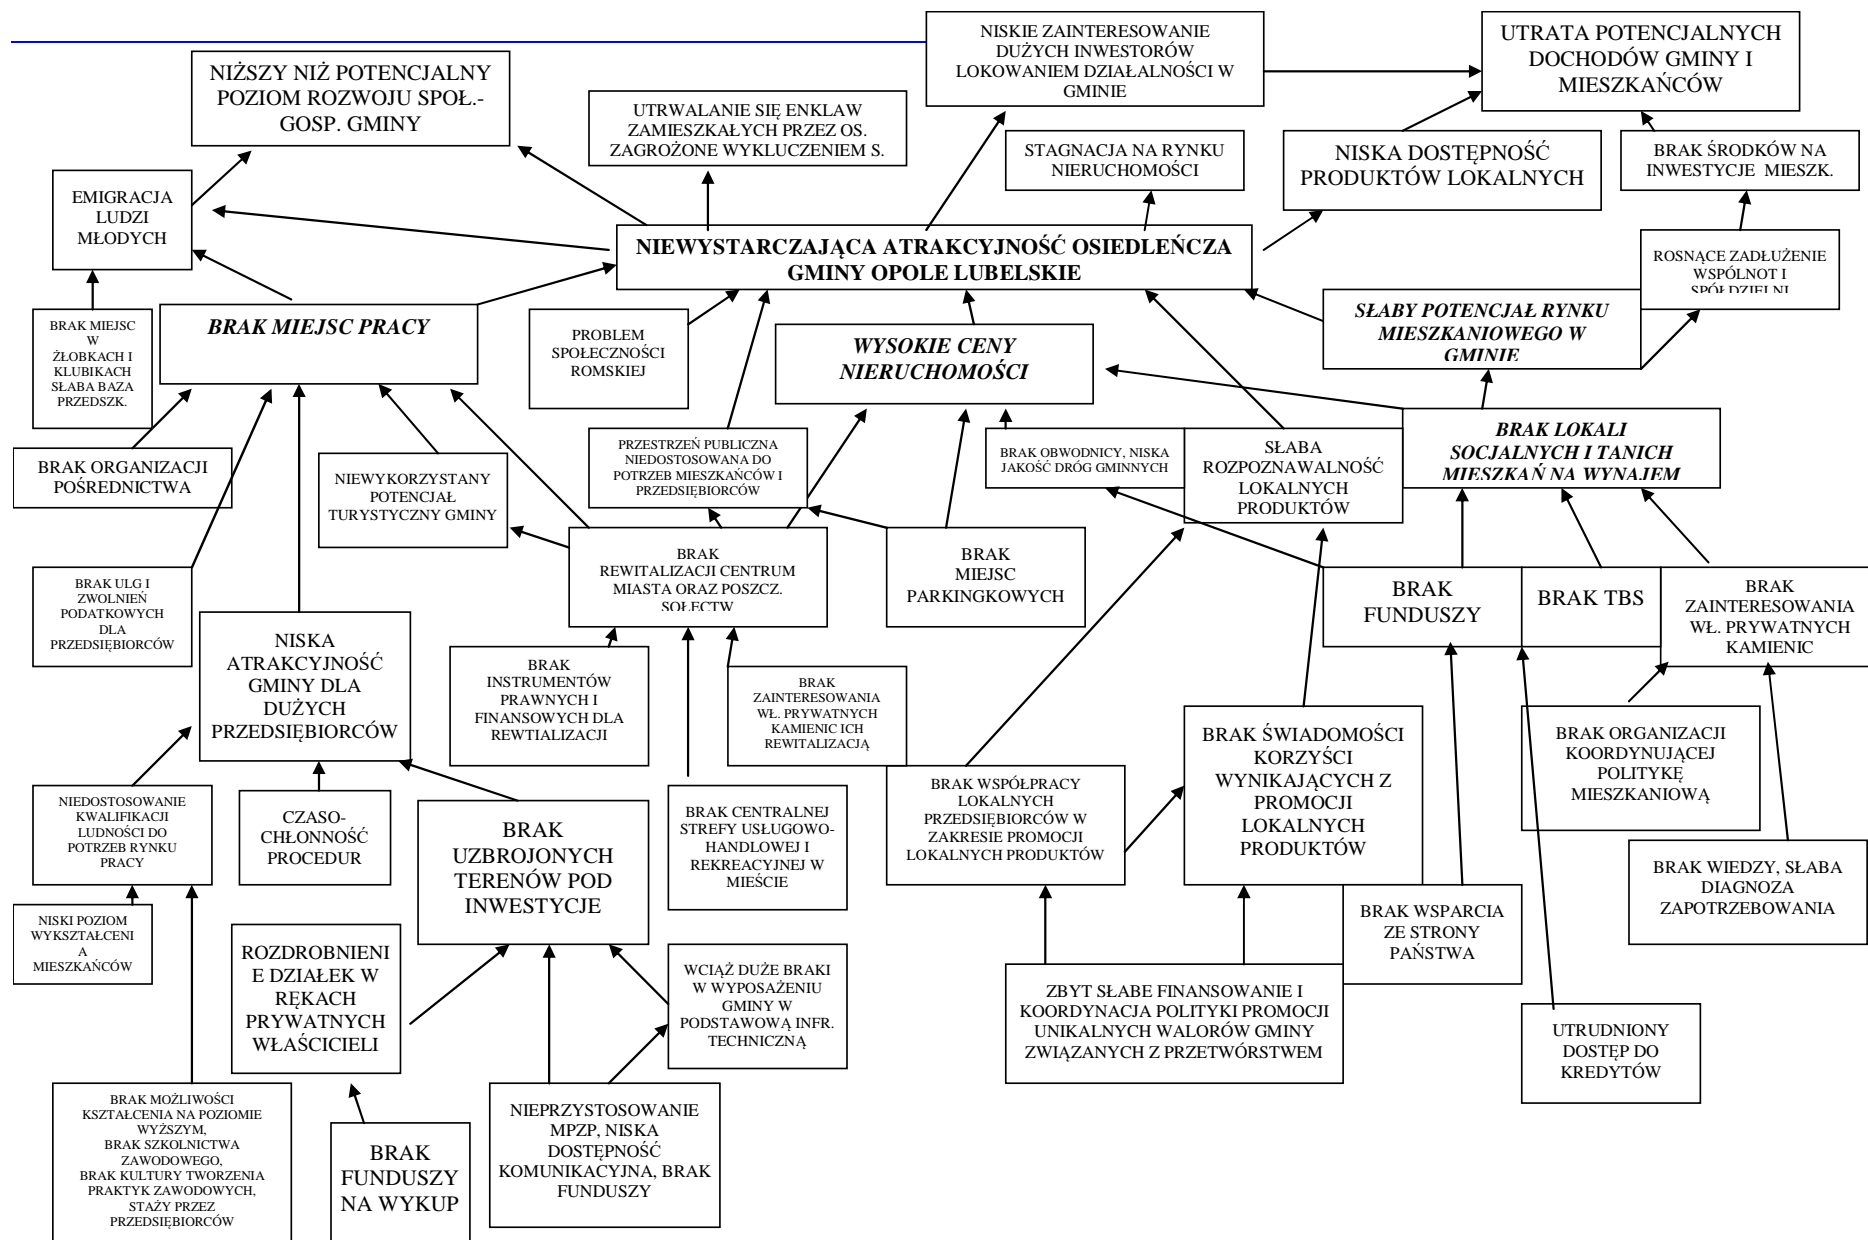 NISKIE ZAINTERESOWANIE
DUŻYCH INWESTORÓW
LOKOWANIEM DZIAŁALNOŚCI W
GMINIE
UTRATA POTENCJALNYCH
DOCHODÓW GMINY I
MIESZKAŃCÓW
NIŻSZY NIŻ POTENCJALNY
POZIOM ROZWOJU SPOŁ.-
GOSP. GMINY
UTRWALANIE SIĘ ENKLAW
ZAMIESZKAŁYCH PRZEZ OS.
ZAGROŻONE WYKLUCZENIEM S.
STAGNACJA NA RYNKU
NIERUCHOMOŚCI
NISKA DOSTĘPNOŚĆ
PRODUKTÓW LOKALNYCH
BRAK ŚRODKÓW NA
INWESTYCJE MIESZK.
EMIGRACJA
LUDZI
MŁODYCH
NIEWYSTARCZAJĄCA ATRAKCYJNOŚĆ OSIEDLEŃCZA
GMINY OPOLE LUBELSKIE
ROSNĄCE ZADŁUŻENIE
WSPÓLNOT I
SPÓŁDZIELNI
BRAK MIEJSC
W
ŻŁOBKACH I
KLUBIKACH
SŁABA BAZA
PRZEDSZK.
BRAK MIEJSC PRACY
PROBLEM
SPOŁECZNOŚCI
ROMSKIEJ
WYSOKIE CENY
NIERUCHOMOŚCI
SŁABY POTENCJAŁ RYNKU
MIESZKANIOWEGO W
GMINIE
BRAK ORGANIZACJI
POŚREDNICTWA
NIEWYKORZYSTANY
POTENCJAŁ
TURYSTYCZNY GMINY
PRZESTRZEŃ PUBLICZNA
NIEDOSTOSOWANA DO
POTRZEB MIESZKAŃCÓW I
PRZEDSIĘBIORCÓW
BRAK OBWODNICY, NISKA
JAKOŚĆ DRÓG GMINNYCH
SŁABA
ROZPOZNAWALNOŚĆ
LOKALNYCH
PRODUKTÓW
BRAK LOKALI
SOCJALNYCH I TANICH
MIESZKAŃ NA WYNAJEM
BRAK ULG I
ZWOLNIEŃ
PODATKOWYCH
DLA
PRZEDSIĘBIORCÓW
BRAK
REWITALIZACJI CENTRUM
MIASTA ORAZ POSZCZ.
SOŁECTW
BRAK
MIEJSC
PARKINGKOWYCH
BRAK
FUNDUSZY
BRAK TBS
BRAK
ZAINTERESOWANIA
WŁ. PRYWATNYCH
KAMIENIC
NISKA
ATRAKCYJNOŚĆ
GMINY DLA
DUŻYCH
PRZEDSIĘBIORCÓW
BRAK
INSTRUMENTÓW
PRAWNYCH I
FINANSOWYCH DLA
REWTIALIZACJI
BRAK
ZAINTERESOWANIA
WŁ. PRYWATNYCH
KAMIENIC ICH
REWITALIZACJĄ
BRAK ŚWIADOMOŚCI
KORZYŚCI
WYNIKAJĄCYCH Z
PROMOCJI
LOKALNYCH
PRODUKTÓW
BRAK ORGANIZACJI
KOORDYNUJĄCEJ
POLITYKĘ
MIESZKANIOWĄ
NIEDOSTOSOWANIE
KWALIFIKACJI
LUDNOŚCI DO
POTRZEB RYNKU
PRACY
CZASO-
CHŁONNOŚĆ
PROCEDUR
BRAK
UZBROJONYCH
TERENÓW POD
INWESTYCJE
BRAK CENTRALNEJ
STREFY USŁUGOWO-
HANDLOWEJ I
REKREACYJNEJ W
MIEŚCIE
BRAK WSPÓŁPRACY
LOKALNYCH
PRZEDSIĘBIORCÓW W
ZAKRESIE PROMOCJI
LOKALNYCH PRODUKTÓW
BRAK WIEDZY, SŁABA
DIAGNOZA
ZAPOTRZEBOWANIA
NISKI POZIOM
WYKSZTAŁCENI
A
MIESZKAŃCÓW
ROZDROBNIENI
E DZIAŁEK W
RĘKACH
PRYWATNYCH
WŁAŚCICIELI
WCIĄŻ DUŻE BRAKI
W WYPOSAŻENIU
GMINY W
PODSTAWOWĄ INFR.
TECHNICZNĄ
BRAK WSPARCIA
ZE STRONY
PAŃSTWA
ZBYT SŁABE FINANSOWANIE I
KOORDYNACJA POLITYKI PROMOCJI
UNIKALNYCH WALORÓW GMINY
ZWIĄZANYCH Z PRZETWÓRSTWEM
UTRUDNIONY
DOSTĘP DO
KREDYTÓW
BRAK MOŻLIWOŚCI
KSZTAŁCENIA NA POZIOMIE
WYŻSZYM,
BRAK SZKOLNICTWA
ZAWODOWEGO,
BRAK KULTURY TWORZENIA
PRAKTYK ZAWODOWYCH,
STAŻY PRZEZ
PRZEDSIĘBIORCÓW
BRAK
FUNDUSZY
NA WYKUP
NIEPRZYSTOSOWANIE
MPZP, NISKA
DOSTĘPNOŚĆ
KOMUNIKACYJNA, BRAK
FUNDUSZY